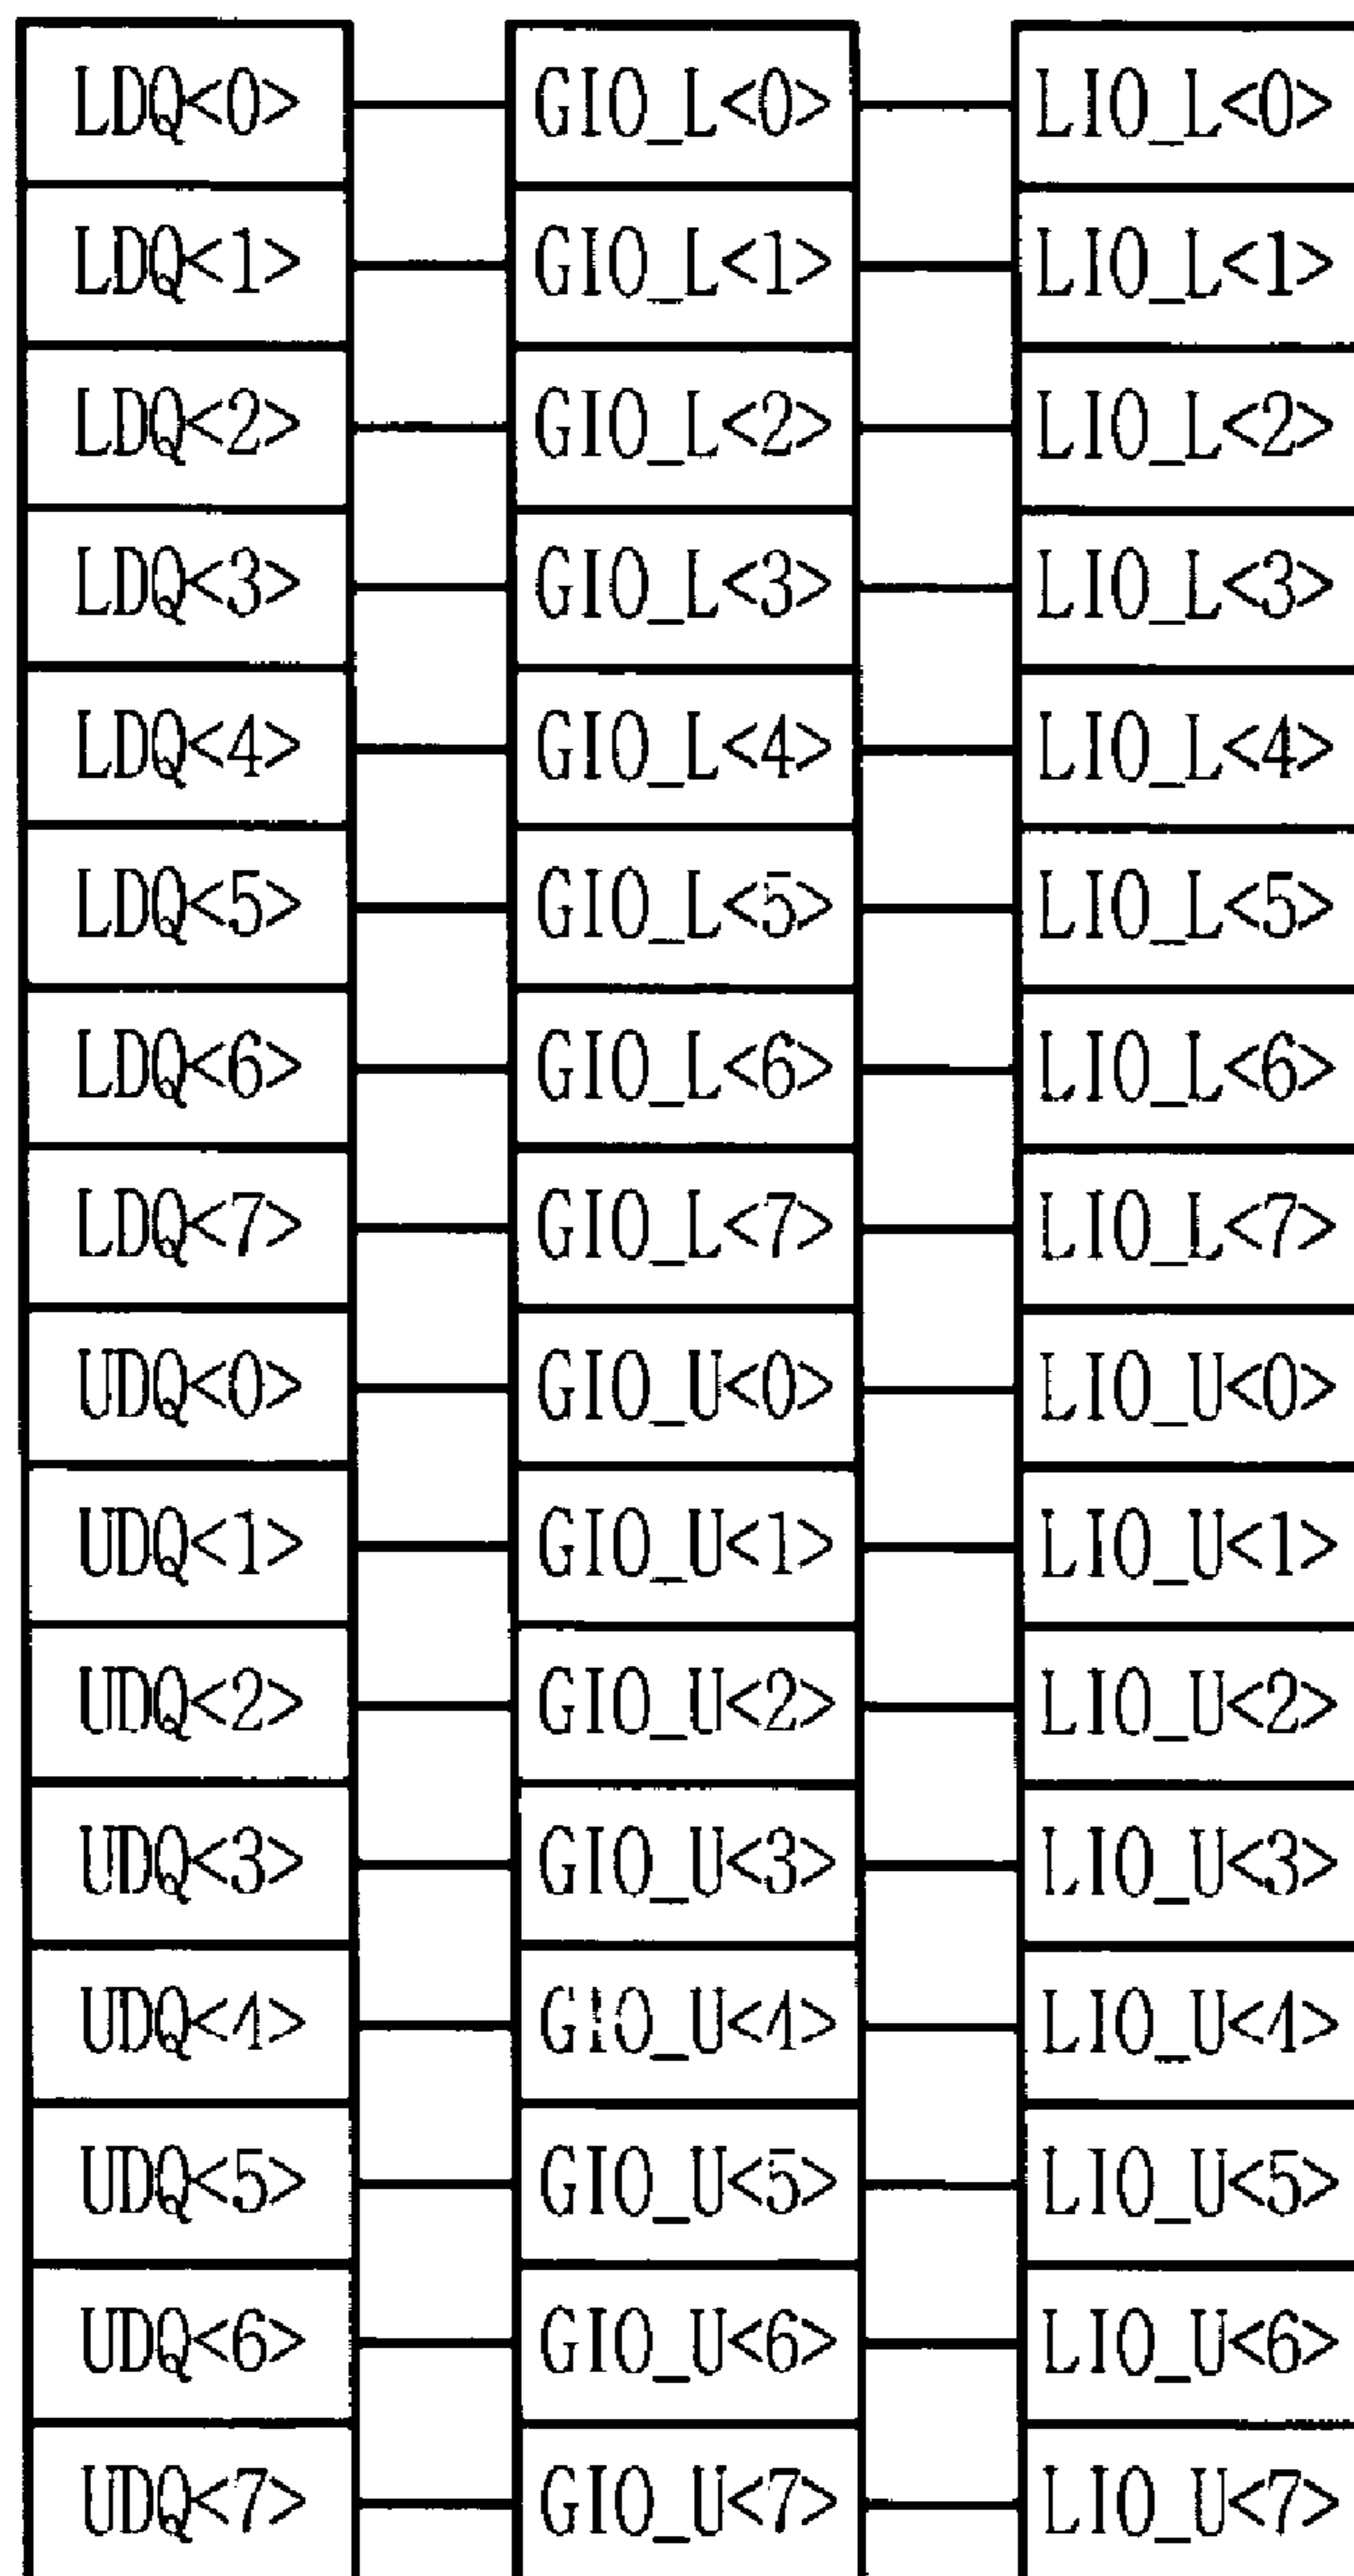 LDQ<0> GIO_L<0> LIO_L<0>
LDQ<1> GIO_L<1> LIO_L<1>
LDQ<2> GIO_L<2> LIO_L<2>
LDQ<3> GIO_L<3> LIO_L<3>
LDQ<4> GIO_L<4> LIO_L<4>
LDQ<5> GIO_L<5> LIO_L<5>
LDQ<6> GIO_L<6> LIO_L<6>
LDQ<7> GIO_L<7> LIO_L<7>
UDQ<0> GIO_U<0> LIO_U<0>
UDQ<1> GIO_U<1> LIO_U<1>
UDQ<2> GIO_U<2> LIO_U<2>
UDQ<3> GIO_U<3> LIO_U<3>
UDQ<4> GIO_U<4> LIO_U<4>
UDQ<5> GIO_U<5> LIO_U<5>
UDQ<6> GIO_U<6> LIO_U<6>
UDQ<7> GIO_U<7> LIO_U<7>